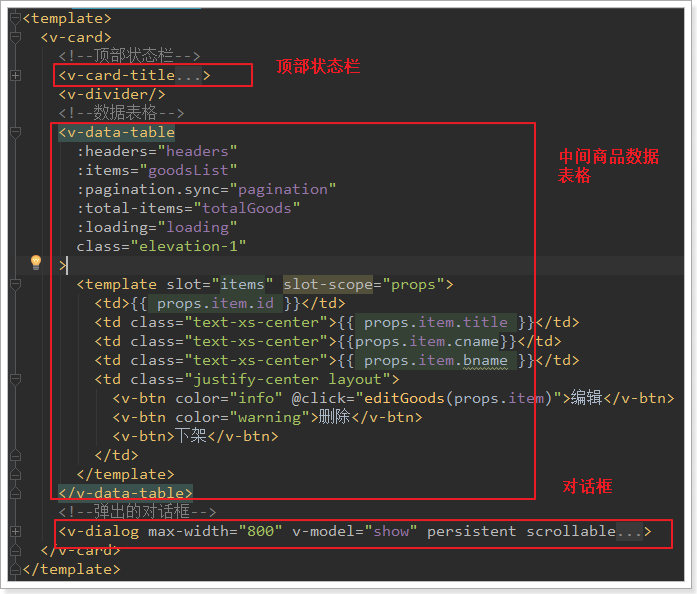 <template>
<v-card>
<!--顶部状态栏-->
<v-card-title...>
顶部状态栏
<v-divider/>
<!--数据表格-->
<v-data-table
:headers="headers"
中间商品数据
:items="goodsList"
表格
:pagination.sync="pagination"
:total-items="totalGoods"
:loading="loading"
class="elevation-1"
>
<template slot="items" slot-scope="props">
<td>{{ props.item.id }}</td>
<td class="text-xs-center">{{ props.item.title }}</td>
<td class="text-xs-center">{{props.item.cname}}</td>
<td class="text-xs-center">{{ props.item.bname }}</td>
<td class="justify-center layout">
<v-btn color="info" @click="editGoods(props.item)">编辑</v-btn>
<v-btn color="warning">删除</v-btn>
<v-btn>下架</v-btn>
</td>
</template>
对话框
</v-data-table>
<!--弹出的对话框-->
<v-dialog max-width="800" v-model="show" persistent scrollable...>
</v-card>
</template>